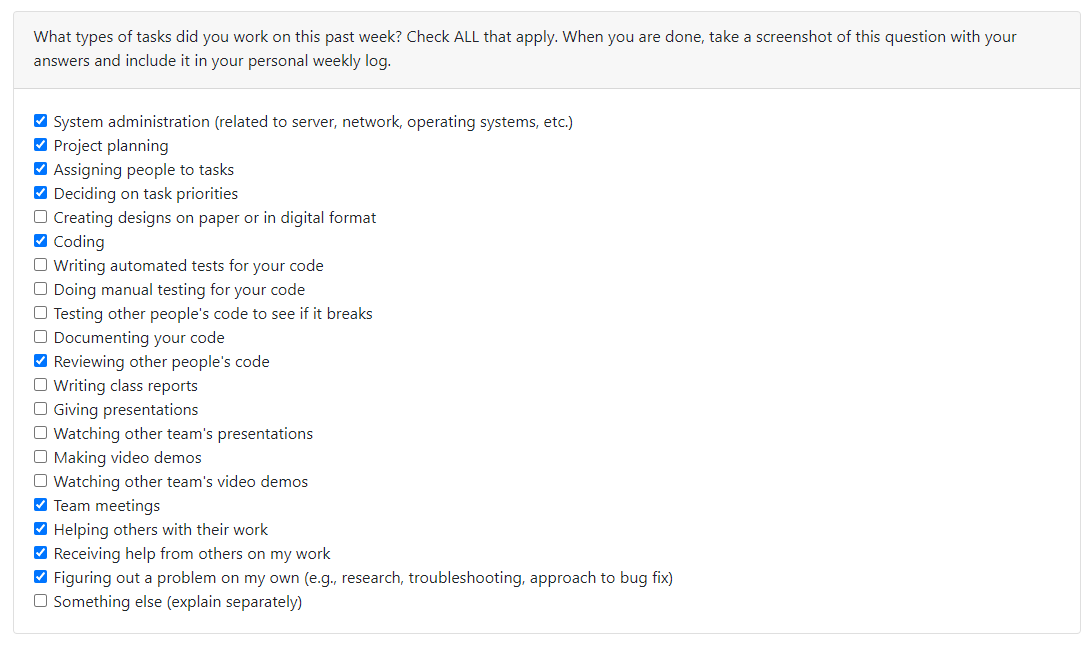 What types of tasks did you work on this past week? Check ALL that apply. When you are done, take a screenshot of this question with your
answers and include it in your personal weekly log.
System administration (related to server, network, operating systems, etc.)
Project planning
Assigning people to tasks
Deciding on task priorities
Creating designs on paper or in digital format
Coding
Writing automated tests for your code
Doing manual testing for your code
Testing other people's code to see if it breaks
Documenting your code
Reviewing other people's code
Writing class reports
Giving presentations
Watching other team's presentations
Making video demos
Watching other team's video demos
Team meetings
Helping others with their work
Receiving help from others on my work
Figuring out a problem on my own (e.g., research, troubleshooting, approach to bug fix)
Something else (explain separately)